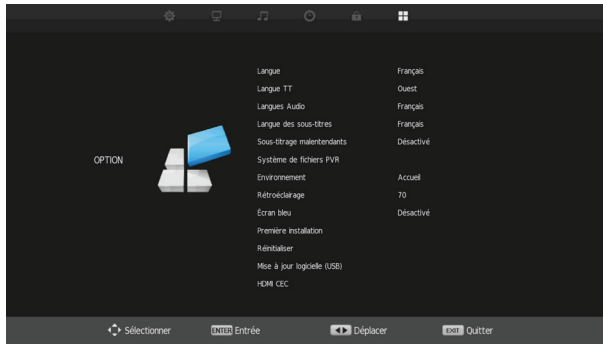 Langue Français
Langue TT Ouest
Langues Audio Français
Langue des sous-titres Français
Sous-titrage malentendants Désactivé
OPTION
Système de fichiers PVR
Environnement Accueil
Rétroéclairage 70
Écran bleu Désactivé
Première installation
Réinitialiser
Mise à jour logicielle (USB)
HDMI CEC
Sélectionner ENTER Entrée Déplacer EXIT Quitter